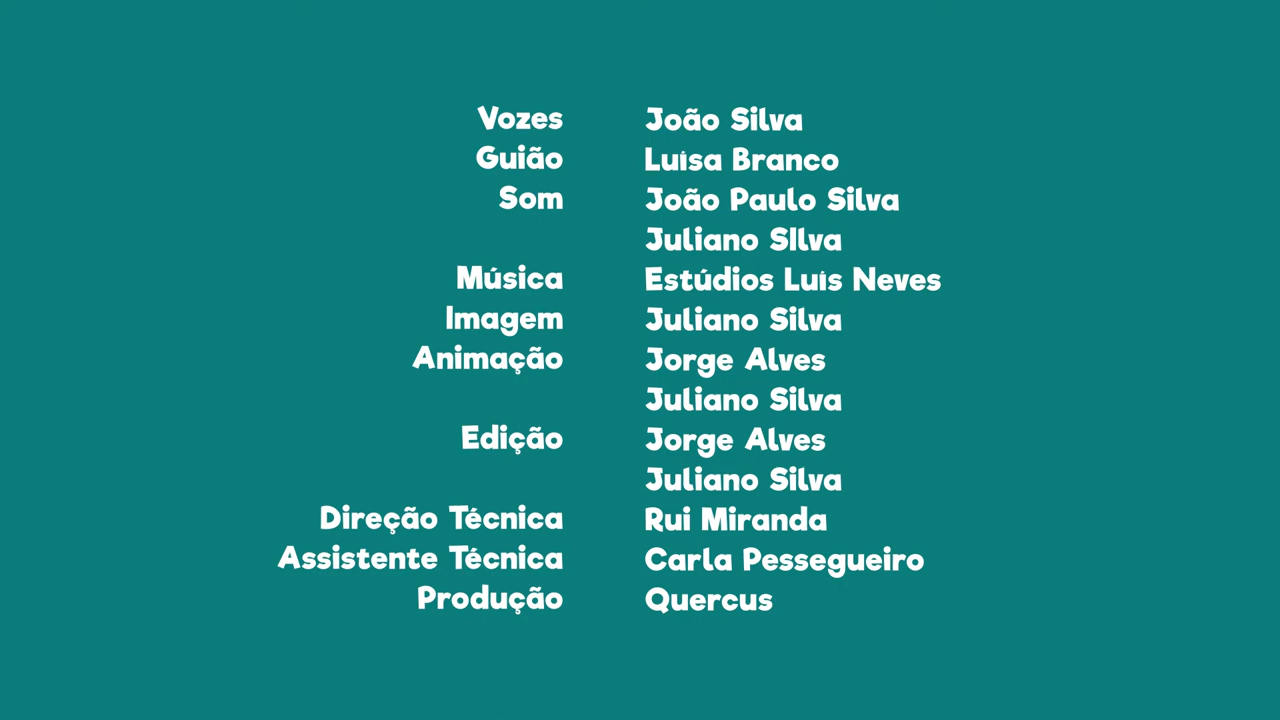 Vozes João Silva
Guião Luísa Branco
Som João Paulo Silva
Juliano SIlva
Música Estúdios Luís Neves
Imagem Juliano Silva
Animação Jorge Alves
Juliano Silva
Edição Jorge Alves
Juliano Silva
Direção Técnica Rui Miranda
Assistente Técnica Carla Pessegueiro
Produção Quercus